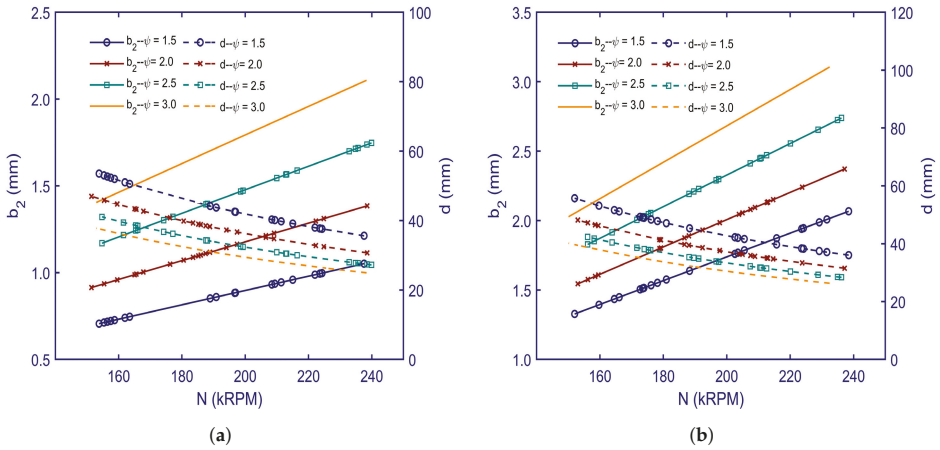 2.5
2.0
1.5
1.0
0.5
b2 (mm)
100
80
60
40
20
0
d (mm)
160 180 200 220 240
N (kRPM)
b2--ψ = 1.5 d--ψ = 1.5
b2--ψ = 2.0 d--ψ = 2.0
b2--ψ = 2.5 d--ψ = 2.5
b2--ψ = 3.0 d--ψ = 3.0
(a)
3.5
3.0
2.5
2.0
1.5
1.0
b2 (mm)
120
100
80
60
40
20
0
d (mm)
160 180 200 220 240
N (kRPM)
b2--ψ = 1.5 d--ψ = 1.5
b2--ψ= 2.0 d--ψ= 2.0
b2--ψ = 2.5 d--ψ = 2.5
b2--ψ = 3.0 d--ψ = 3.0
(b)